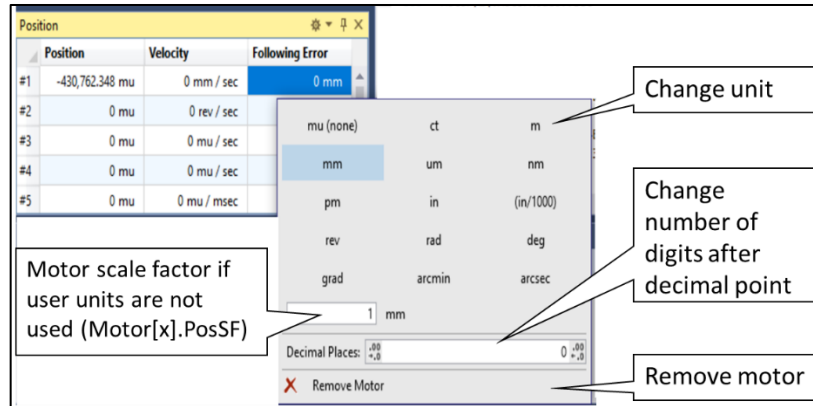 Position
Position Velocity Following Error
#1 -430,762.348 mu 0 mm / sec 0 mm
#2 0 mu 0 rev / sec
#3 0 mu 0 mu / sec
#4 0 mu 0 mu / sec
#5 0 mu 0 mu / msec
mu (none) ct m
mm um nm
pm in (in/1000)
rev rad deg
grad arcmin arcsec
1 mm
Decimal Places: .00 +.0 0 .00 +.0
Remove Motor
Change unit
Change
number of
digits after
decimal point
Motor scale factor if
user units are not
used (Motor[x].PosSF)
Remove motor